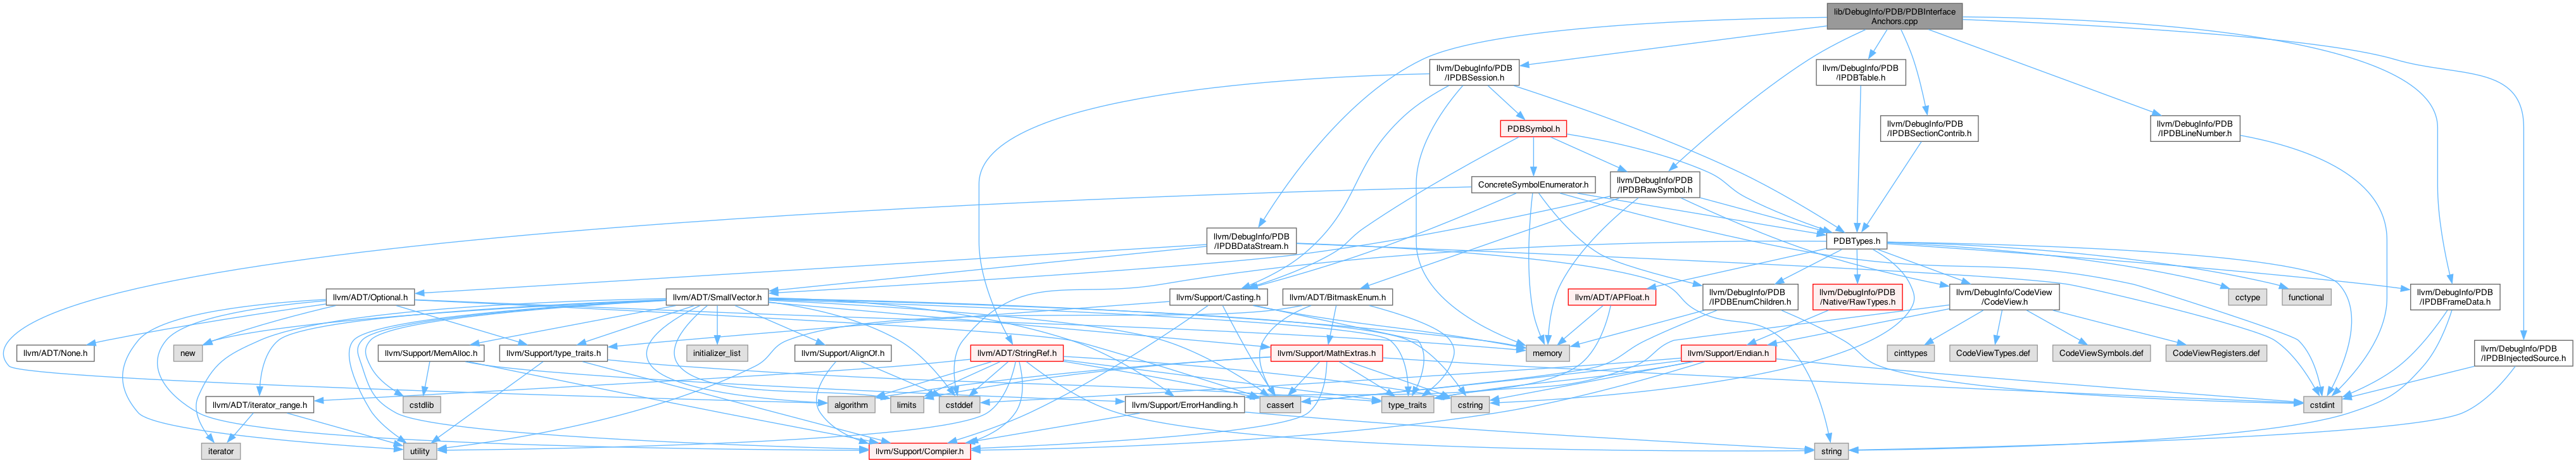 lib/DebugInfo/PDB/PDBInterface
Anchors.cpp
llvm/DebugInfo/PDB
/IPDBSession.h
llvm/DebugInfo/PDB
/IPDBTable.h
PDBSymbol.h
llvm/DebugInfo/PDB
/IPDBSectionContrib.h
llvm/DebugInfo/PDB
/IPDBLineNumber.h
ConcreteSymbolEnumerator.h
llvm/DebugInfo/PDB
/IPDBRawSymbol.h
llvm/DebugInfo/PDB
/IPDBDataStream.h
PDBTypes.h
llvm/ADT/Optional.h
llvm/ADT/SmallVector.h
llvm/Support/Casting.h
llvm/ADT/BitmaskEnum.h
llvm/ADT/APFloat.h
llvm/DebugInfo/PDB
/IPDBEnumChildren.h
llvm/DebugInfo/PDB
/Native/RawTypes.h
llvm/DebugInfo/CodeView
/CodeView.h
cctype
functional
llvm/DebugInfo/PDB
/IPDBFrameData.h
llvm/ADT/None.h
new
llvm/Support/MemAlloc.h
llvm/Support/type_traits.h
initializer_list
llvm/Support/AlignOf.h
llvm/ADT/StringRef.h
llvm/Support/MathExtras.h
memory
llvm/Support/Endian.h
cinttypes
CodeViewTypes.def
CodeViewSymbols.def
CodeViewRegisters.def
llvm/DebugInfo/PDB
/IPDBInjectedSource.h
llvm/ADT/iterator_range.h
cstdlib
algorithm
limits
cstddef
llvm/Support/ErrorHandling.h
cassert
type_traits
cstring
cstdint
iterator
utility
llvm/Support/Compiler.h
string